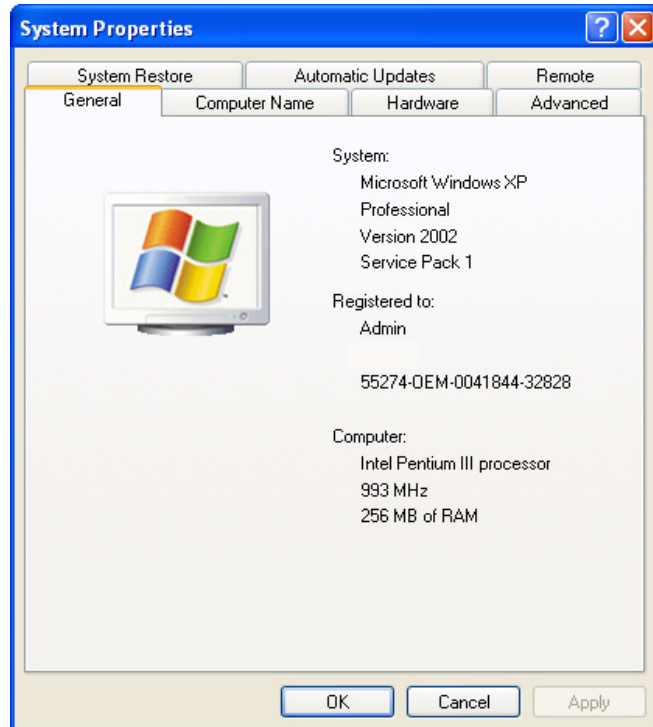 System Properties
System Restore Automatic Updates Remote
General Computer Name Hardware Advanced
System:
Microsoft Windows XP
Professional
Version 2002
Service Pack 1
Registered to:
Admin
55274-OEM-0041844-32828
Computer:
Intel Pentium III processor
993 MHz
256 MB of RAM
OK Cancel Apply